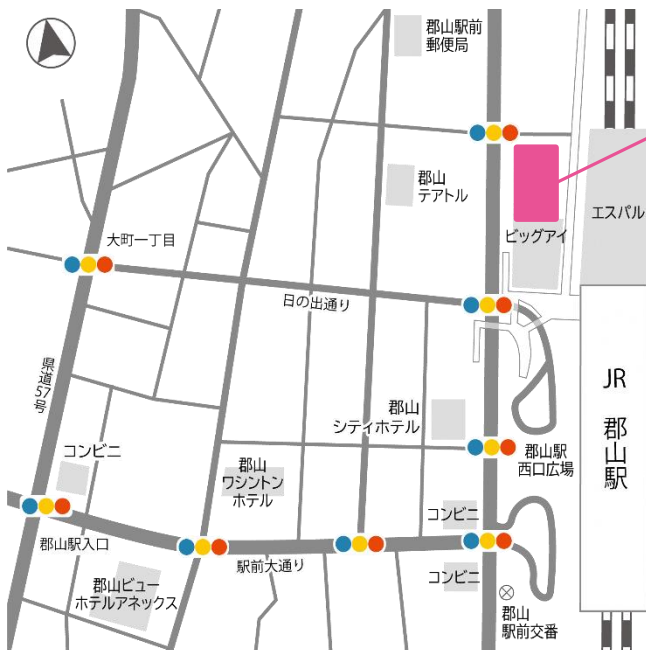 郡山駅前
郵便局
郡山
テアトル
エスパル
ビッグアイ
大町一丁目
日の出通り
県道57号
JR 郡山駅
郡山
シティホテル
郡山駅
西口広場
コンビニ
郡山
ワシントン
ホテル
コンビニ
郡山駅入口
駅前大通り
コンビニ
郡山ビュー
ホテルアネックス
郡山
駅前交番